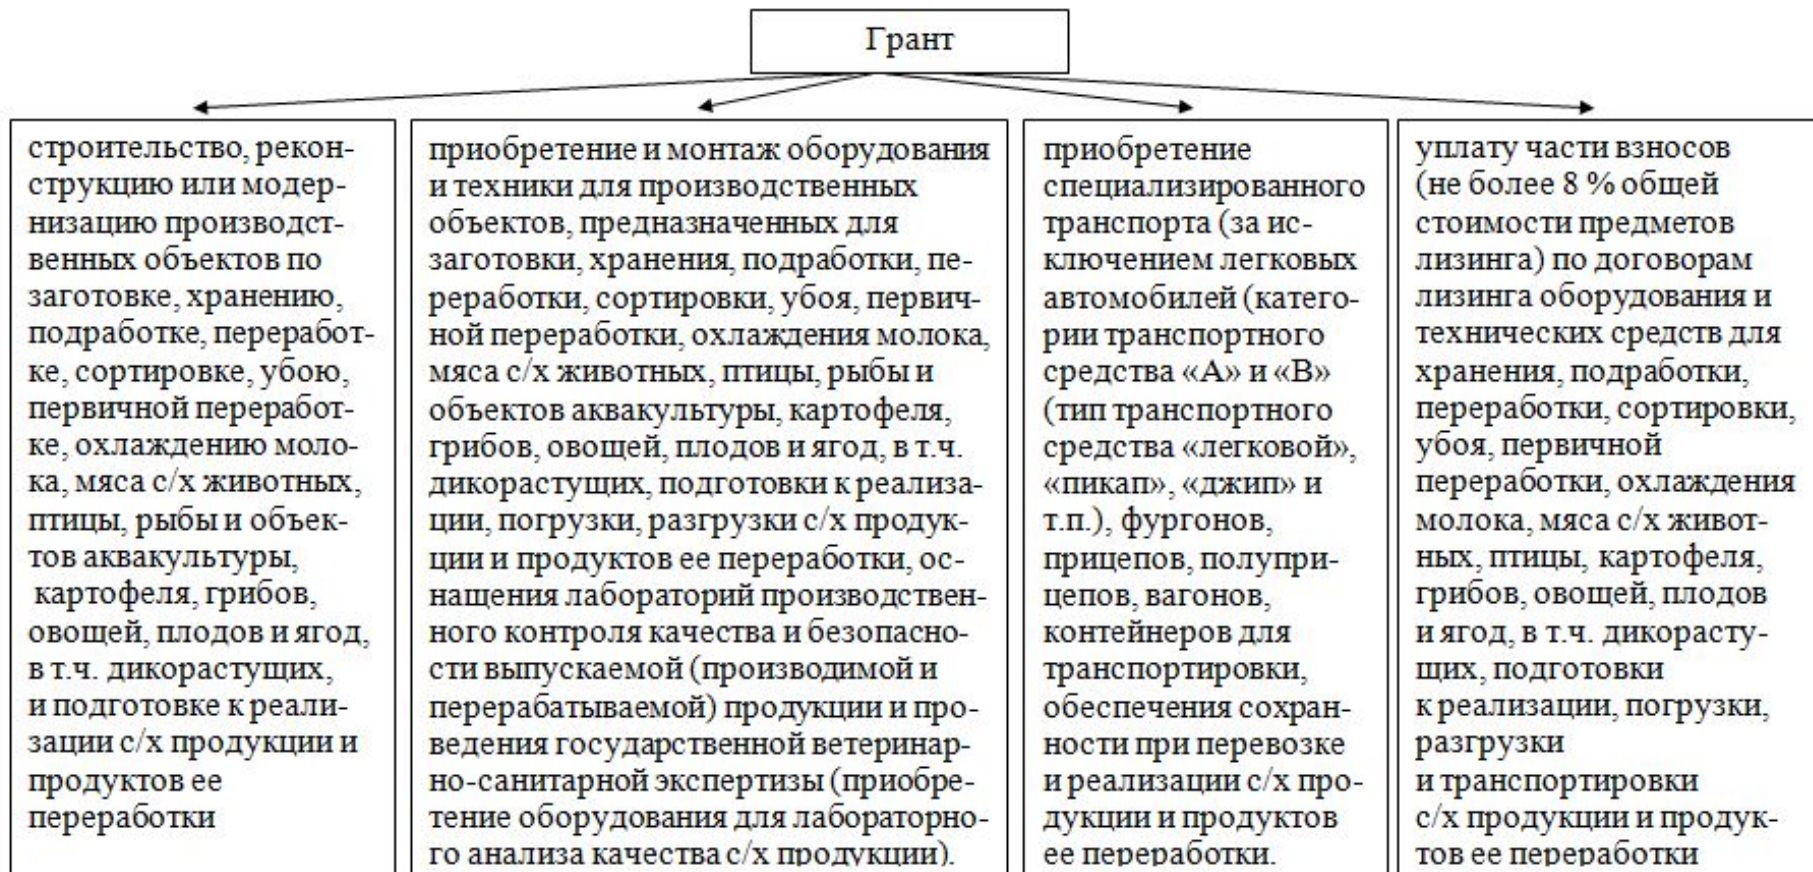 Грант
строительство, рекон-
струкцию или модер-
низацию производст-
венных объектов по
заготовке, хранению,
подработке, переработ-
ке, сортировке, убою,
первичной переработ-
ке, охлаждению моло-
ка, мяса с/х животных,
птицы, рыбы и объек-
тов аквакультуры,
картофеля, грибов,
овощей, плодов и ягод,
в т.ч. дикорастущих,
и подготовке к реали-
зации с/х продукции и
продуктов ее
переработки
приобретение и монтаж оборудования
и техники для производственных
объектов, предназначенных для
заготовки, хранения, подработки, пе-
реработки, сортировки, убоя, первич-
ной переработки, охлаждения молока,
мяса с/х животных, птицы, рыбы и
объектов аквакультуры, картофеля,
грибов, овощей, плодов и ягод, в т.ч.
дикорастущих, подготовки к реализа-
ции, погрузки, разгрузки с/х продук-
ции и продуктов ее переработки, ос-
нащения лабораторий производствен-
ного контроля качества и безопасно-
сти выпускаемой (производимой и
перерабатываемой) продукции и про-
ведения государственной ветеринар-
но-санитарной экспертизы (приобре-
тение оборудования для лабораторно-
го анализа качества с/х продукции).
приобретение
специализированного
транспорта (за ис-
ключением легковых
автомобилей (катего-
рии транспортного
средства «А» и «В»
(тип транспортного
средства «легковой»,
«пикап», «джип» и
т.п.), фургонов,
прицепов, полупри-
цепов, вагонов,
контейнеров для
транспортировки,
обеспечения сохран-
ности при перевозке
и реализации с/х про-
дукции и продуктов
ее переработки.
уплату части взносов
(не более 8 % общей
стоимости предметов
лизинга) по договорам
лизинга оборудования и
технических средств для
хранения, подработки,
переработки, сортировки,
убоя, первичной
переработки, охлаждения
молока, мяса с/х живот-
ных, птицы, картофеля,
грибов, овощей, плодов
и ягод, в т.ч. дикорасту-
щих, подготовки
к реализации, погрузки,
разгрузки
и транспортировки
с/х продукции и продук-
тов ее переработки